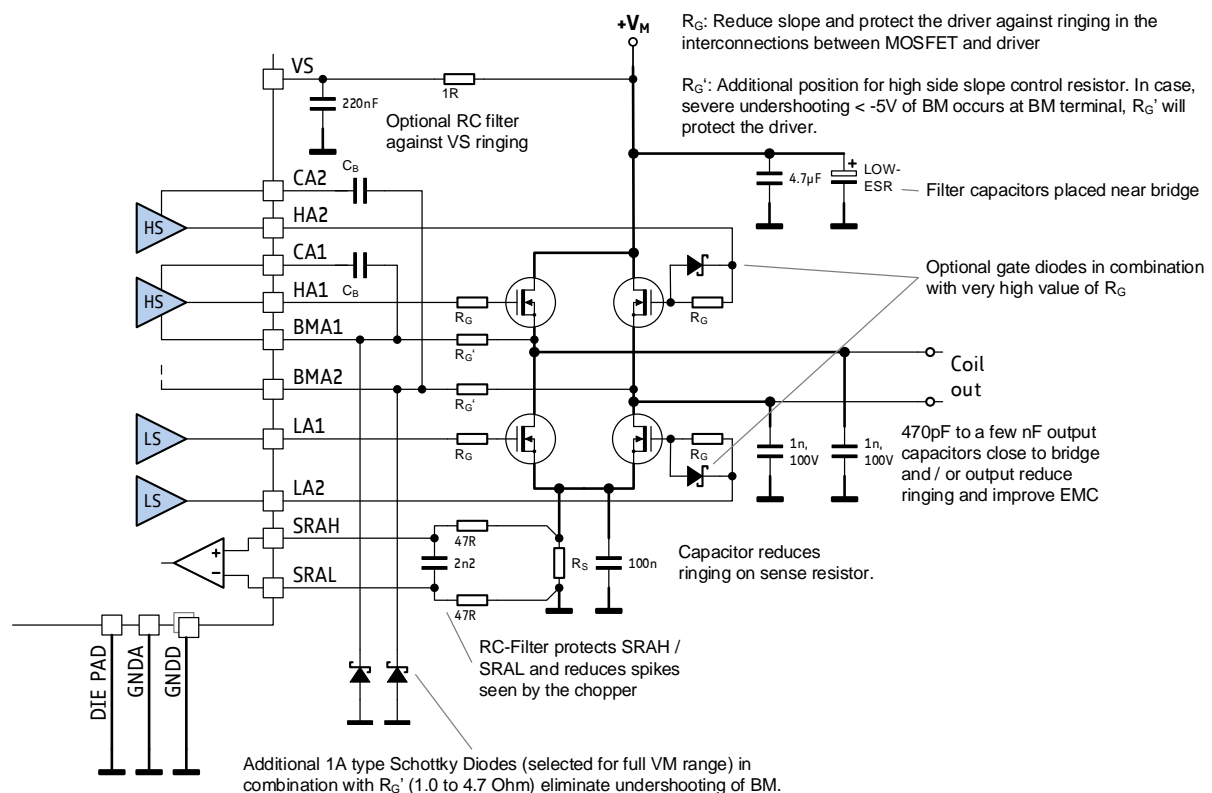 +VM
RG: Reduce slope and protect the driver against ringing in the
interconnections between MOSFET and driver
RG‘: Additional position for high side slope control resistor. In case,
severe undershooting < -5V of BM occurs at BM terminal, RG’ will
protect the driver.
VS
1R
220nF
Optional RC filter
against VS ringing
+
4.7µF
LOW-
ESR
Filter capacitors placed near bridge
CA2
CB
HA2
HS
CA1
CB
HS
HA1
RG
RG
Optional gate diodes in combination
with very high value of RG
BMA1
RG‘
BMA2
RG‘
Coil
out
LS
LA1
RG
RG
1n,
100V
1n,
100V
470pF to a few nF output
capacitors close to bridge
and / or output reduce
ringing and improve EMC
LS
LA2
SRAH
47R
+
-
2n2
RS
100n
Capacitor reduces
ringing on sense resistor.
SRAL
47R
RC-Filter protects SRAH /
SRAL and reduces spikes
seen by the chopper
DIE PAD
GNDA
GNDD
Additional 1A type Schottky Diodes (selected for full VM range) in
combination with RG’ (1.0 to 4.7 Ohm) eliminate undershooting of BM.